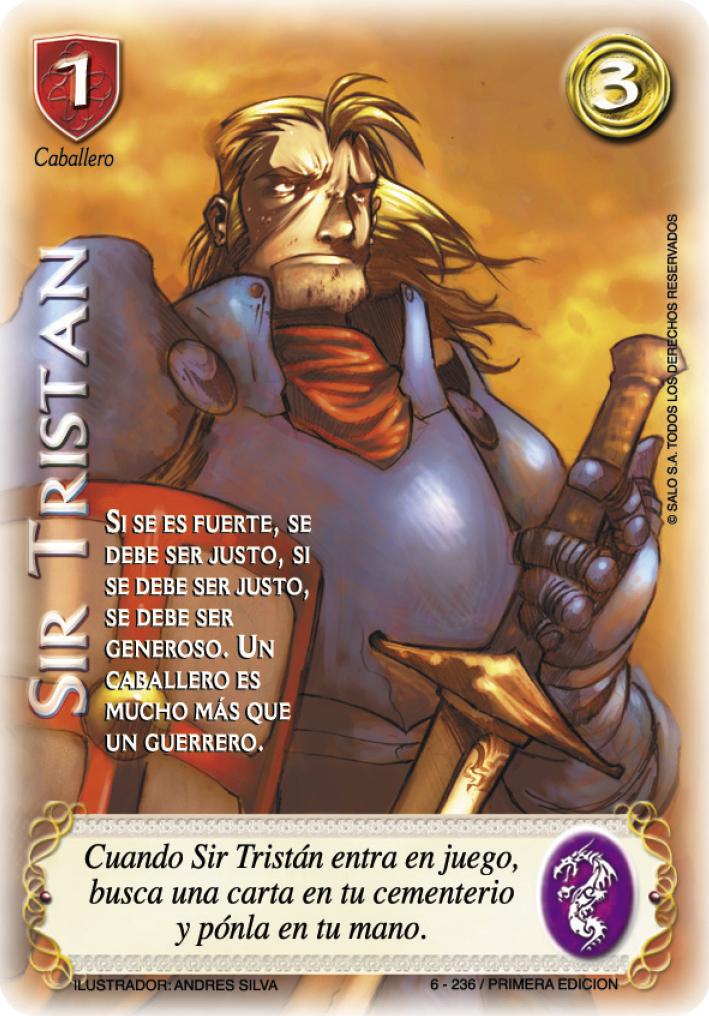 1
3
Caballero
SIR TRISTAN
© SALO S.A. TODOS LOS DERECHOS RESERVADOS
SI SE ES FUERTE, SE
DEBE SER JUSTO, SI
SE DEBE SER JUSTO,
SE DEBE SER
GENEROSO. UN
CABALLERO ES
MUCHO MÁS QUE
UN GUERRERO.
Cuando Sir Tristán entra en juego,
busca una carta en tu cementerio
y pónla en tu mano.
ILUSTRADOR: ANDRES SILVA
6 - 236 / PRIMERA EDICION